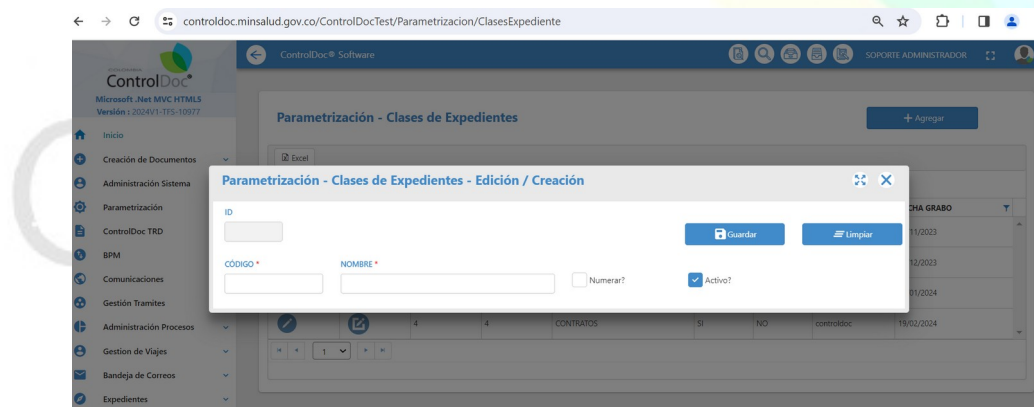 controldoc.minsalud.gov.co/ControlDocTest/Parametrizacion/ClasesExpediente
ControlDoc® Software
SOPORTE ADMINISTRADOR
ControlDoc®
Microsoft .Net MVC HTML5
Versión : 2024V1-TFS-10977
Inicio
Creación de Documentos
Administración Sistema
Parametrización
ControlDoc TRD
BPM
Comunicaciones
Gestión Tramites
Administración Procesos
Gestion de Viajes
Bandeja de Correos
Expedientes
Parametrización - Clases de Expedientes
+ Agregar
Excel
Parametrización - Clases de Expedientes - Edición / Creación
ID
Guardar
Limpiar
CÓDIGO *
NOMBRE *
Numerar?
Activo?
CHA GRABO
11/2023
12/2023
01/2024
4 4 CONTRATOS SI NO controldoc 19/02/2024
1